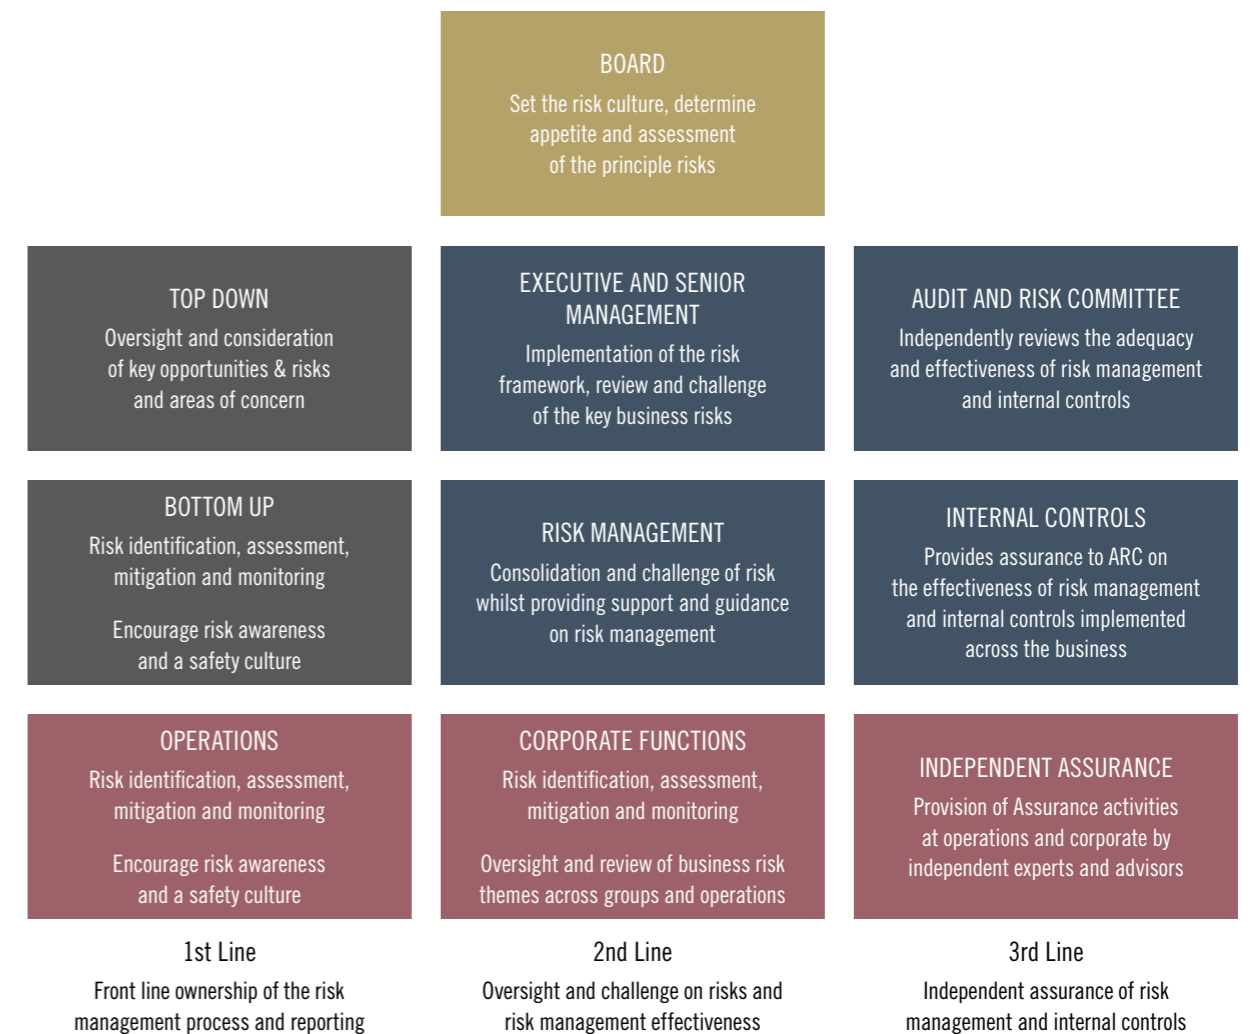 BOARD
Set the risk culture, determine
appetite and assessment
of the principle risks
TOP DOWN
Oversight and consideration
of key opportunities & risks
and areas of concern
EXECUTIVE AND SENIOR
MANAGEMENT
Implementation of the risk
framework, review and challenge
of the key business risks
AUDIT AND RISK COMMITTEE
Independently reviews the adequacy
and effectiveness of risk management
and internal controls
BOTTOM UP
Risk identification, assessment,
mitigation and monitoring
Encourage risk awareness
and a safety culture
RISK MANAGEMENT
Consolidation and challenge of risk
whilst providing support and guidance
on risk management
INTERNAL CONTROLS
Provides assurance to ARC on
the effectiveness of risk management
and internal controls implemented
across the business
OPERATIONS
Risk identification, assessment,
mitigation and monitoring
Encourage risk awareness
and a safety culture
CORPORATE FUNCTIONS
Risk identification, assessment,
mitigation and monitoring
Oversight and review of business risk
themes across groups and operations
INDEPENDENT ASSURANCE
Provision of Assurance activities
at operations and corporate by
independent experts and advisors
1st Line
Front line ownership of the risk
management process and reporting
2nd Line
Oversight and challenge on risks and
risk management effectiveness
3rd Line
Independent assurance of risk
management and internal controls